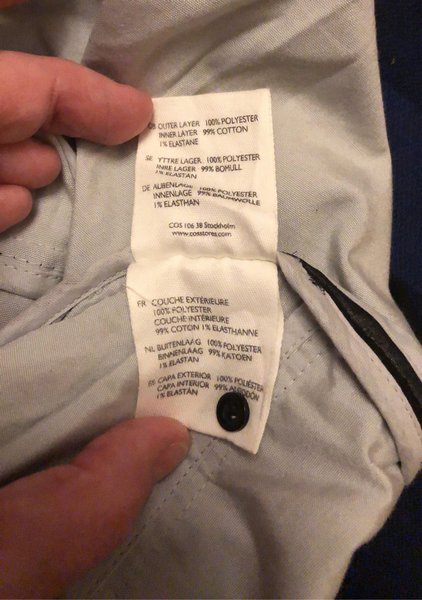 GB OUTER LAYER 100% POLYESTER
INNER LAYER 99% COTTON
1% ELASTANE
SE YTTRE LAGER 100% POLYESTER
INRE LAGER 99% BOMULL
1% ELASTAN
DE AUBENLAGE 100% POLYESTER
INNENLAGE 99% BAUMWOLLE
1% ELASTHAN
COS 106 38 Stockholm
www.cosstores.com
FR COUCHE EXTÉRIEURE
100% POLYESTER
COUCHE INTÉRIEURE
99% COTON 1% ELASTHANNE
NL BUITENLAAG 100% POLYESTER
BINNENLAAG 99% KATOEN
1% ELASTAN
ES CAPA EXTERIOR 100% POLIÉSTER
CAPA INTERIOR 99% ALGODÓN
1% ELASTÁN